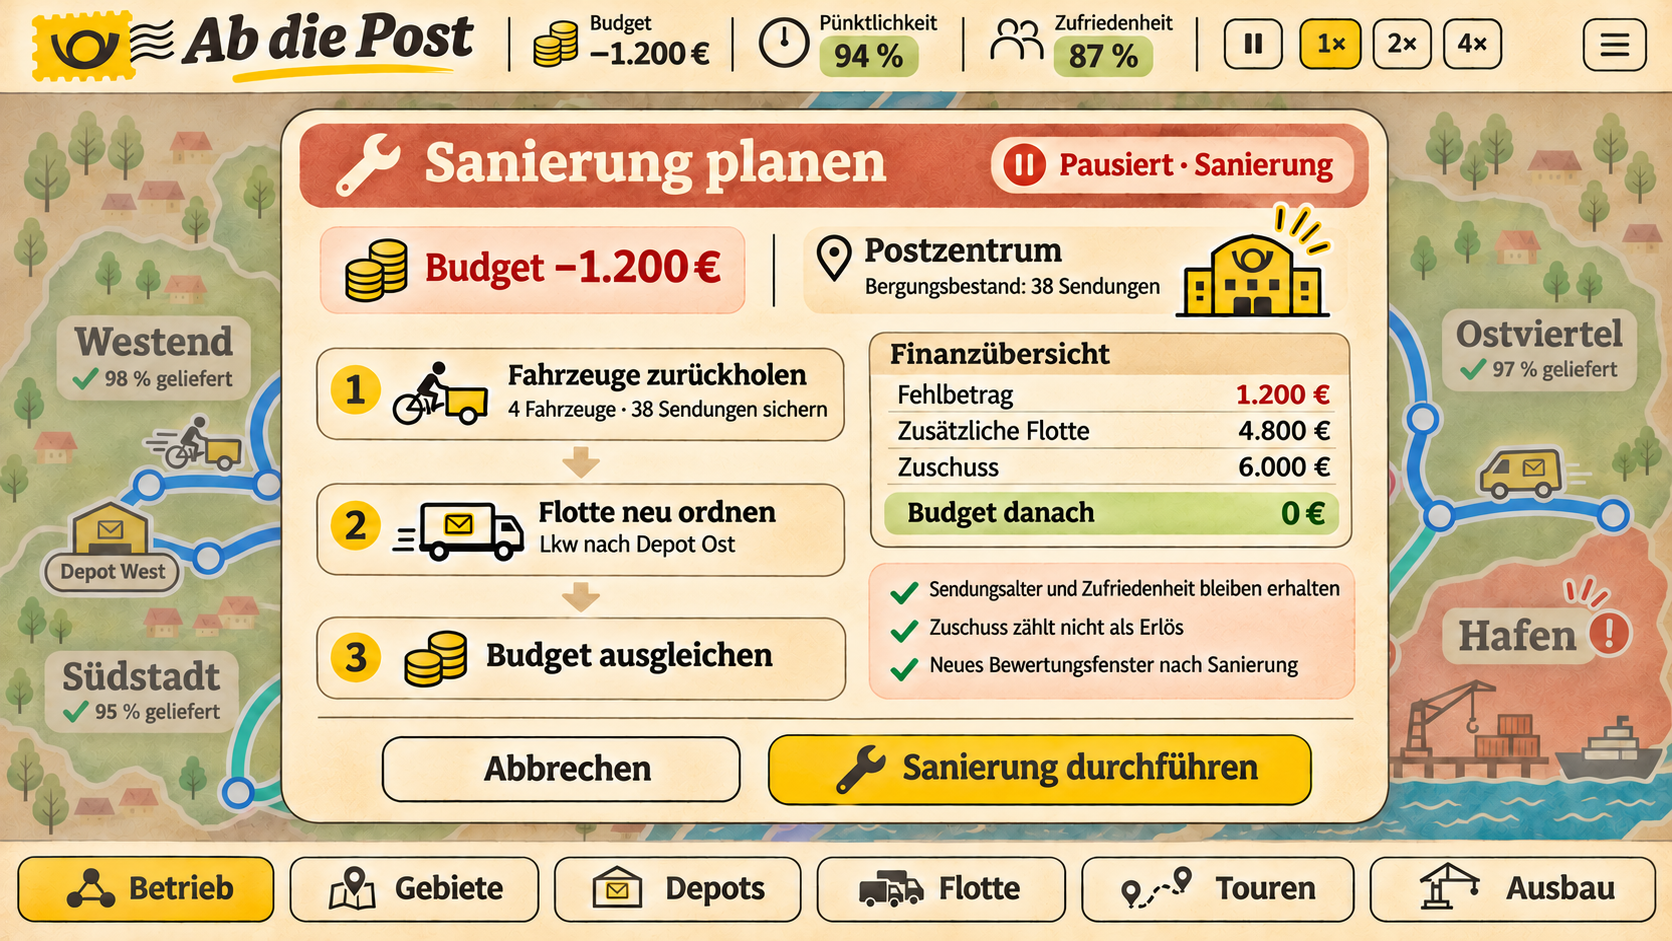 Ab die Post
Budget
−1.200 €
Pünktlichkeit
94 %
Zufriedenheit
87 %
1×
2×
4×
Sanierung planen
Pausiert · Sanierung
Budget −1.200 €
Postzentrum
Bergungsbestand: 38 Sendungen
1
Fahrzeuge zurückholen
4 Fahrzeuge · 38 Sendungen sichern
2
Flotte neu ordnen
Lkw nach Depot Ost
3
Budget ausgleichen
Finanzübersicht
Fehlbetrag 1.200 €
Zusätzliche Flotte 4.800 €
Zuschuss 6.000 €
Budget danach 0 €
Sendungsalter und Zufriedenheit bleiben erhalten
Zuschuss zählt nicht als Erlös
Neues Bewertungsfenster nach Sanierung
Abbrechen
Sanierung durchführen
Westend
98 % geliefert
Depot West
Südstadt
95 % geliefert
Ostviertel
97 % geliefert
Hafen
!
Betrieb
Gebiete
Depots
Flotte
Touren
Ausbau